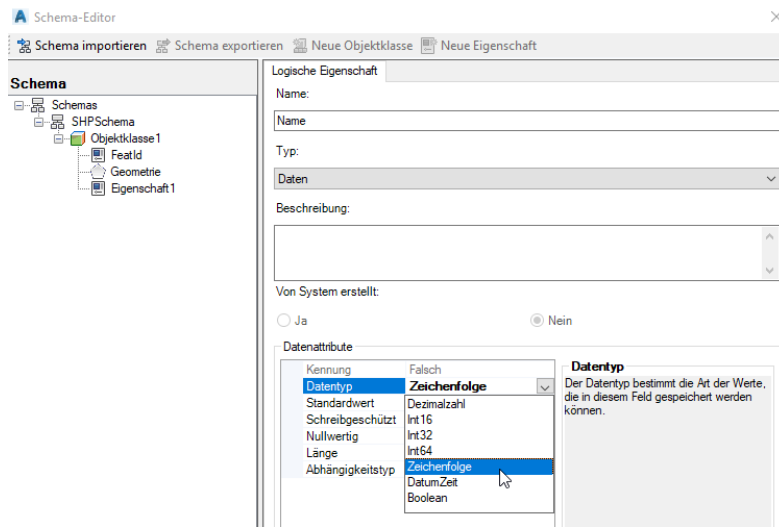 Schema-Editor
Schema importieren Schema exportieren Neue Objektklasse Neue Eigenschaft
Schema
Schemas
SHPSchema
Objektklasse1
FeatId
Geometrie
Eigenschaft1
Logische Eigenschaft
Name:
Name
Typ:
Daten
Beschreibung:
Von System erstellt:
Ja Nein
Datenattribute
Kennung Falsch
Datentyp Zeichenfolge
Standardwert
Schreibgeschützt
Nullwertig
Länge
Abhängigkeitstyp
Dezimalzahl
Int16
Int32
Int64
Zeichenfolge
DatumZeit
Boolean
Datentyp
Der Datentyp bestimmt die Art der Werte,
die in diesem Feld gespeichert werden
können.